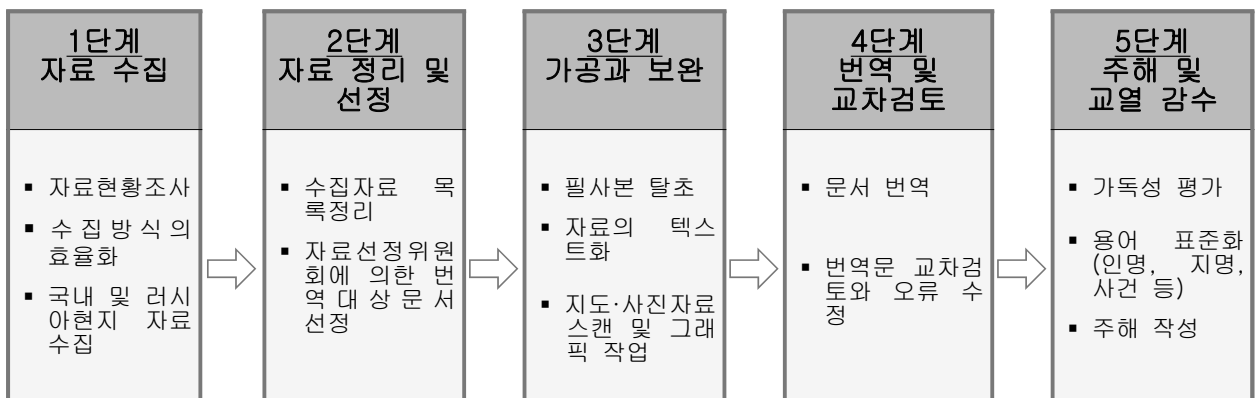 1단계
자료 수집
▪ 자료현황조사
▪ 수집방식의
효율화
▪ 국내 및 러시
아현지 자료
수집
2단계
자료 정리 및
선정
▪ 수집자료 목
록정리
▪ 자료선정위원
회에 의한 번
역대상문서
선정
3단계
가공과 보완
▪ 필사본 탈초
▪ 자료의 텍스
트화
▪ 지도·사진자료
스캔 및 그래
픽 작업
4단계
번역 및
교차검토
▪ 문서 번역
▪ 번역문 교차검
토와 오류 수
정
5단계
주해 및
교열 감수
▪ 가독성 평가
▪ 용어 표준화
(인명, 지명,
사건 등)
▪ 주해 작성